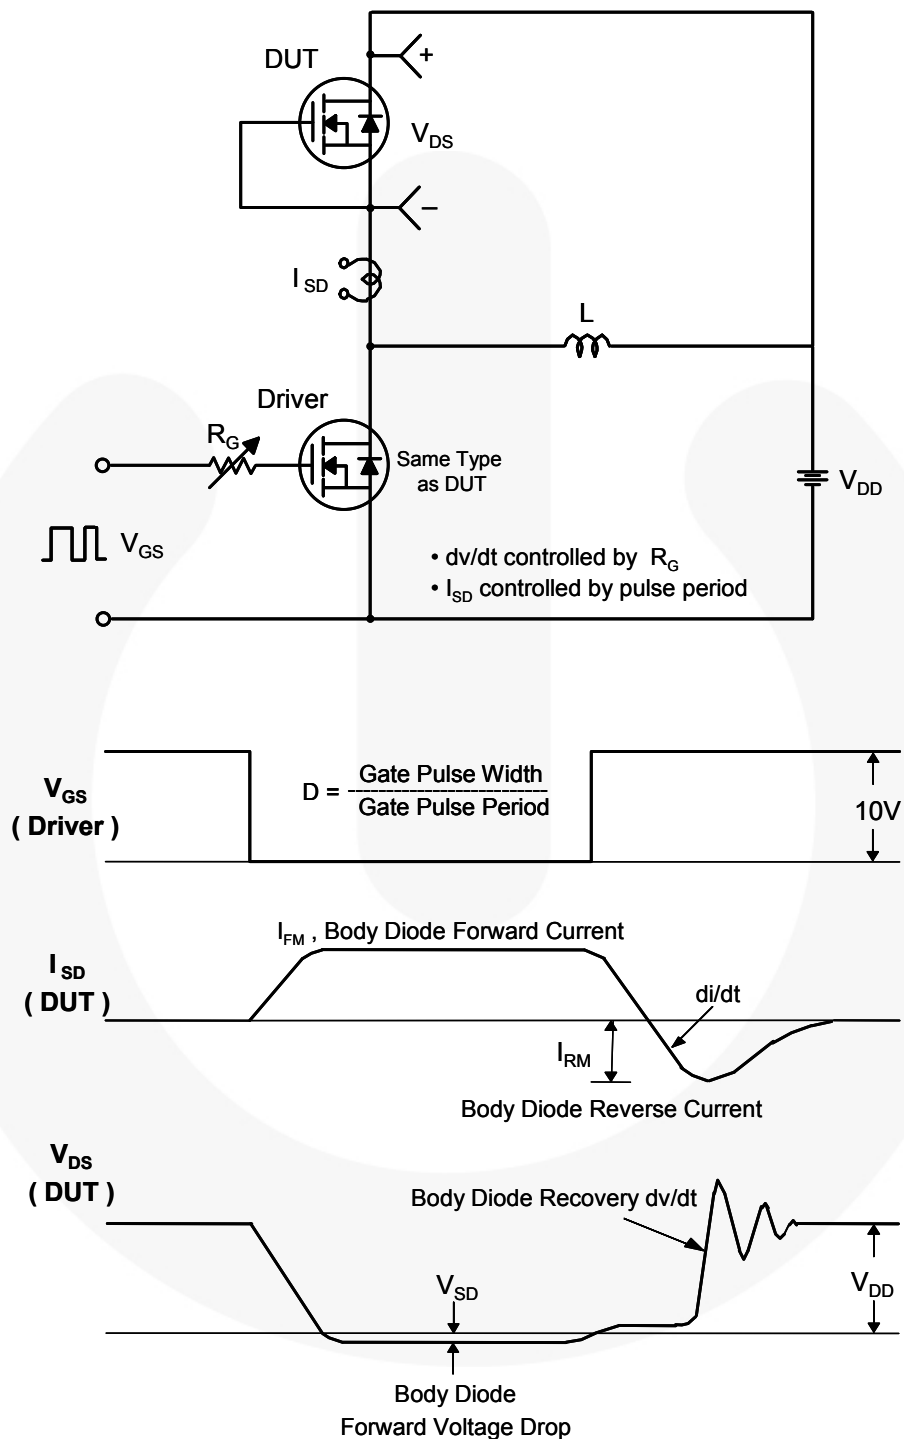 DUT
+
V_DS
−
I_SD
L
Driver
R_G
Same Type
as DUT
V_DD
V_GS
• dv/dt controlled by R_G
• I_SD controlled by pulse period
V_GS
( Driver )
D = Gate Pulse Width
Gate Pulse Period
10V
I_FM , Body Diode Forward Current
I_SD
( DUT )
di/dt
I_RM
Body Diode Reverse Current
V_DS
( DUT )
Body Diode Recovery dv/dt
V_SD
V_DD
Body Diode
Forward Voltage Drop